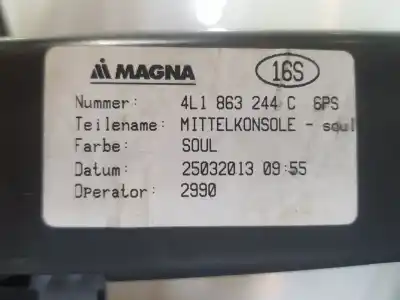 MAGNA 16S
Nummer: 4L1 863 244 C 6PS
Teilename: MITTELKONSOLE - soul
Farbe: SOUL
Datum: 25032013 09:55
Operator: 2990